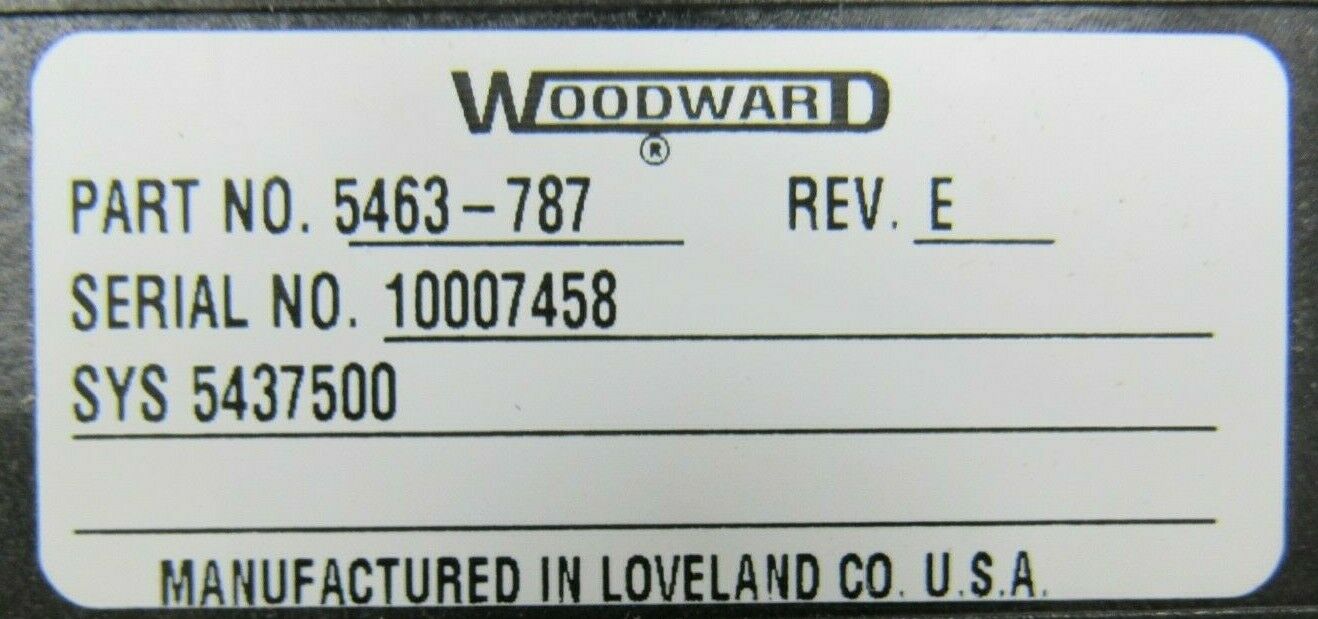 WOODWARD
®
PART NO. 5463-787 REV. E
SERIAL NO. 10007458
SYS 5437500
MANUFACTURED IN LOVELAND CO. U.S.A.